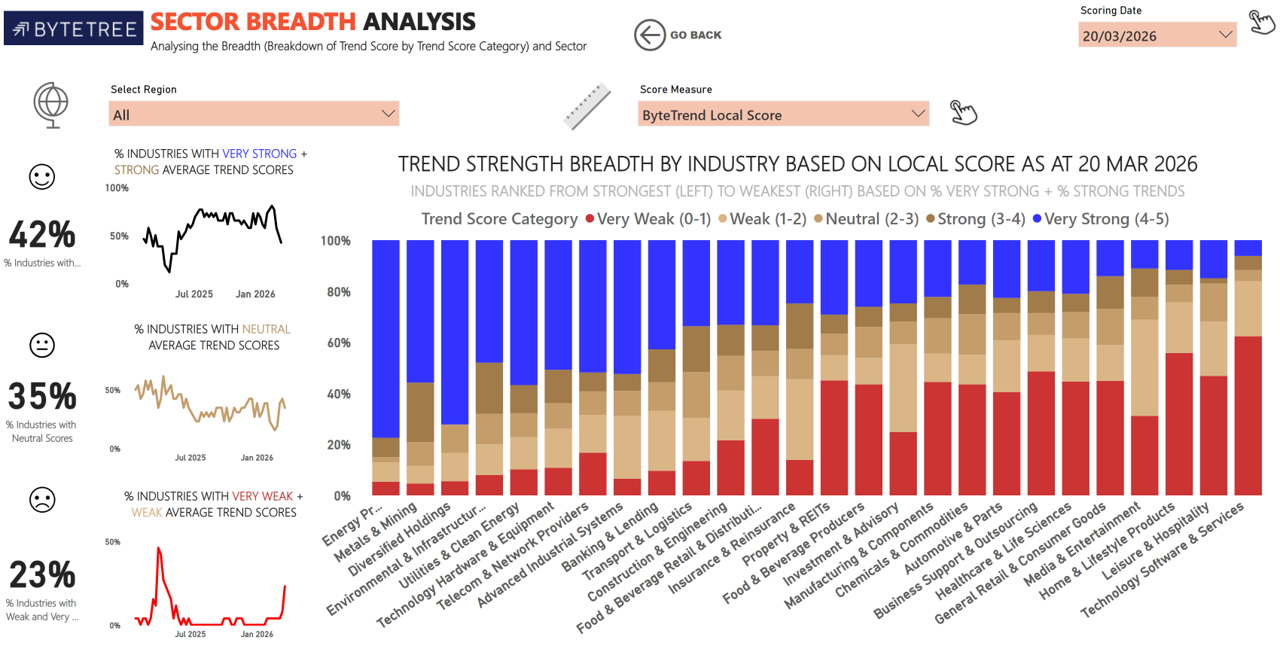 BYTETREE
SECTOR BREADTH ANALYSIS
Analysing the Breadth (Breakdown of Trend Score by Trend Score Category) and Sector
GO BACK
Scoring Date
20/03/2026
Select Region
All
Score Measure
ByteTrend Local Score
% INDUSTRIES WITH VERY STRONG +
STRONG AVERAGE TREND SCORES
100%
50%
0%
Jul 2025
Jan 2026
42%
% Industries with...
% INDUSTRIES WITH NEUTRAL
AVERAGE TREND SCORES
50%
0%
Jul 2025
Jan 2026
35%
% Industries with
Neutral Scores
% INDUSTRIES WITH VERY WEAK +
WEAK AVERAGE TREND SCORES
50%
0%
Jul 2025
Jan 2026
23%
% Industries with
Weak and Very ...
TREND STRENGTH BREADTH BY INDUSTRY BASED ON LOCAL SCORE AS AT 20 MAR 2026
INDUSTRIES RANKED FROM STRONGEST (LEFT) TO WEAKEST (RIGHT) BASED ON % VERY STRONG + % STRONG TRENDS
Trend Score Category Very Weak (0-1) Weak (1-2) Neutral (2-3) Strong (3-4) Very Strong (4-5)
100%
80%
60%
40%
20%
0%
Energy Pr...
Metals & Mining
Diversified Holdings
Environmental & Infrastructur...
Utilities & Clean Energy
Technology Hardware & Equipment
Telecom & Network Providers
Advanced Industrial Systems
Banking & Lending
Transport & Logistics
Construction & Engineering
Food & Beverage Retail & Distributi...
Insurance & Reinsurance
Property & REITs
Food & Beverage Producers
Investment & Advisory
Manufacturing & Components
Chemicals & Commodities
Automotive & Parts
Business Support & Outsourcing
Healthcare & Life Sciences
General Retail & Consumer Goods
Media & Entertainment
Home & Lifestyle Products
Leisure & Hospitality
Technology Software & Services